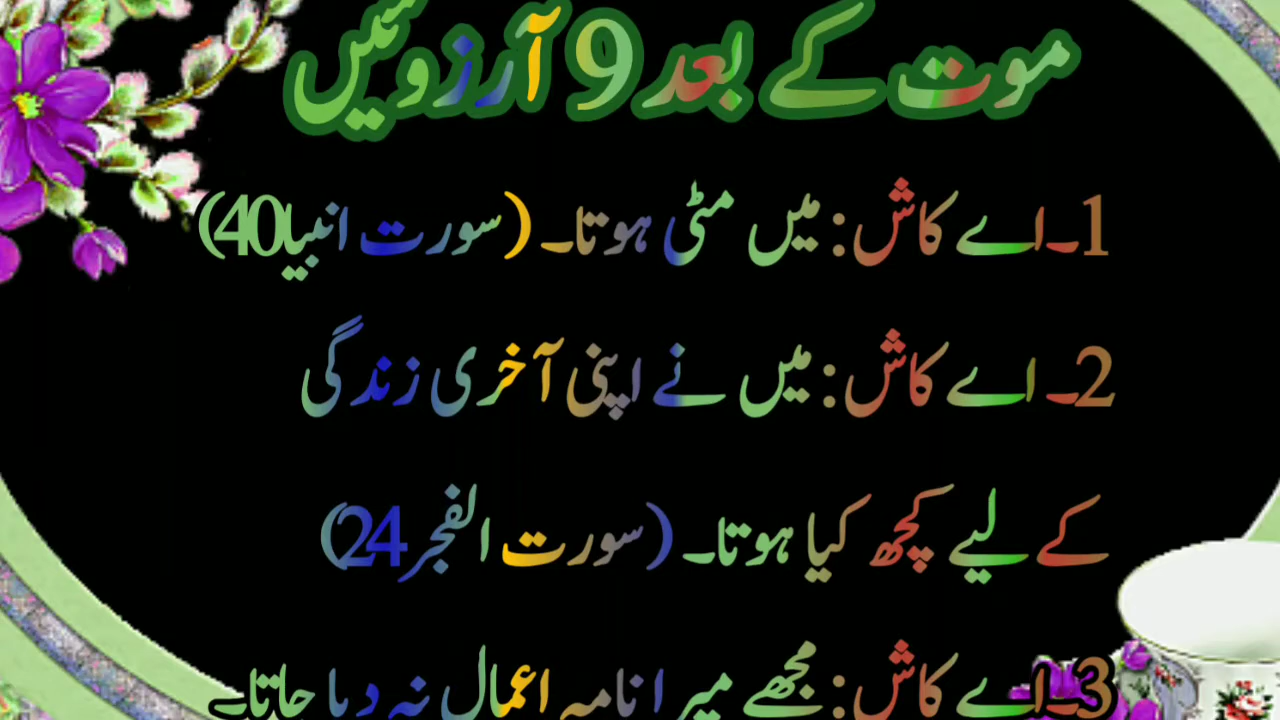 موت کے بعد 9 آرزوئیں
1۔اے کاش: میں مٹی ہوتا۔ (سورت انبیا40)
2۔ اے کاش: میں نے اپنی آخری زندگی
کے لیے کچھ کیا ہوتا۔ (سورت الفجر24)
3۔اے کاش: مجھے میرا نامہ اعمال نہ دیا جاتا۔